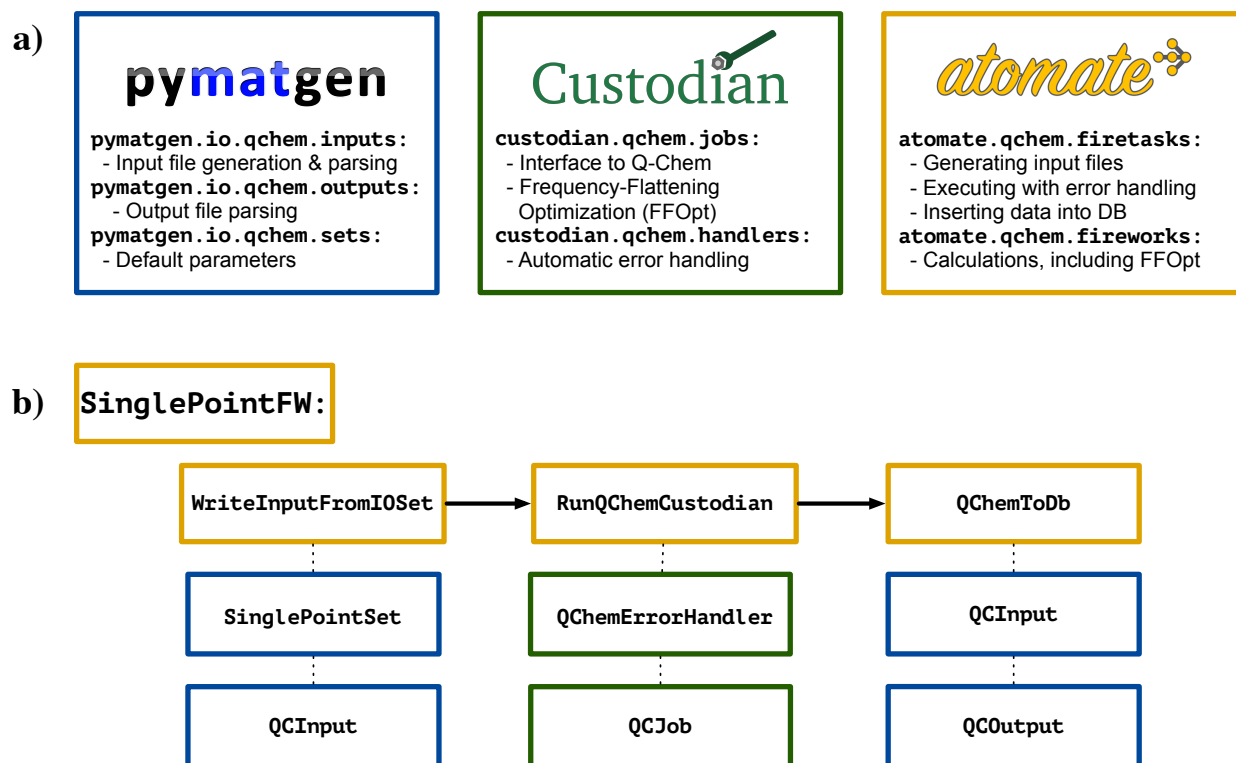 a)
pymatgen
pymatgen.io.qchem.inputs:
- Input file generation & parsing
pymatgen.io.qchem.outputs:
- Output file parsing
pymatgen.io.qchem.sets:
- Default parameters
Custodian
custodian.qchem.jobs:
- Interface to Q-Chem
- Frequency-Flattening
Optimization (FFOpt)
custodian.qchem.handlers:
- Automatic error handling
atomate
atomate.qchem.firetasks:
- Generating input files
- Executing with error handling
- Inserting data into DB
atomate.qchem.fireworks:
- Calculations, including FFOpt
b)
SinglePointFW:
WriteInputFromIOSet
RunQChemCustodian
QChemToDb
SinglePointSet
QChemErrorHandler
QCInput
QCInput
QCJob
QCOutput